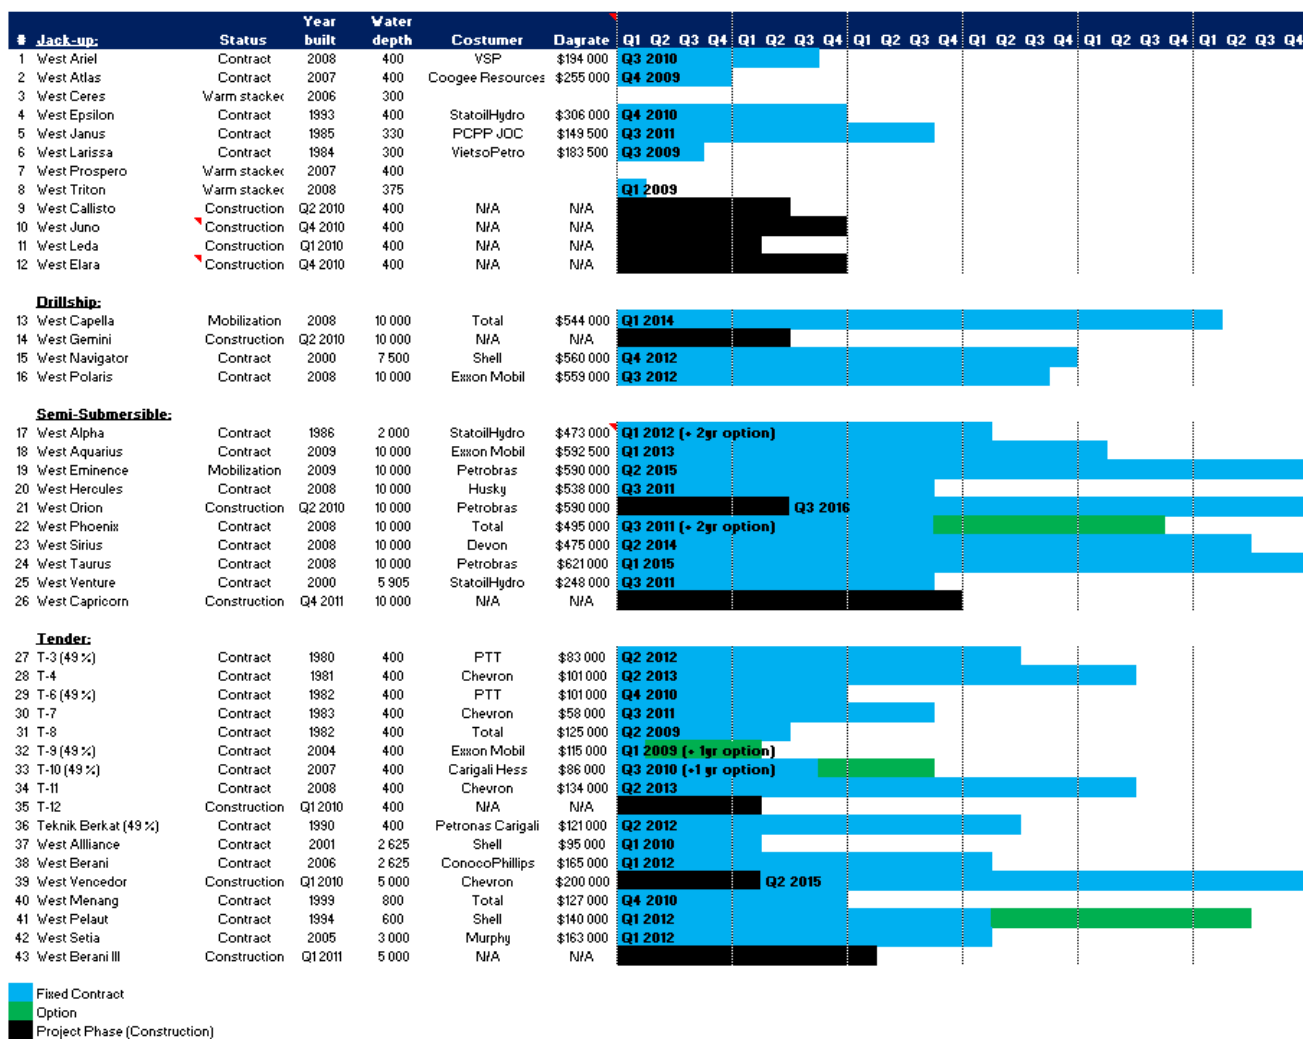 Year Water
# Jack-up: Status built depth Costumer Dayrate Q1 Q2 Q3 Q4 Q1 Q2 Q3 Q4 Q1 Q2 Q3 Q4 Q1 Q2 Q3 Q4 Q1 Q2 Q3 Q4 Q1 Q2 Q3 Q4
1 West Ariel Contract 2008 400 VSP $194 000 Q3 2010
2 West Atlas Contract 2007 400 Coogee Resources $255 000 Q4 2009
3 West Ceres Warm stacked 2006 300
4 West Epsilon Contract 1993 400 StatoilHydro $306 000 Q4 2010
5 West Janus Contract 1985 330 PCPP JOC $149 500 Q3 2011
6 West Larissa Contract 1984 300 VietsoPetro $183 500 Q3 2009
7 West Prospero Warm stacked 2007 400
8 West Triton Warm stacked 2008 375 Q1 2009
9 West Callisto Construction Q2 2010 400 N/A N/A
10 West Juno Construction Q4 2010 400 N/A N/A
11 West Leda Construction Q1 2010 400 N/A N/A
12 West Elara Construction Q4 2010 400 N/A N/A
Drillship:
13 West Capella Mobilization 2008 10 000 Total $544 000 Q1 2014
14 West Gemini Construction Q2 2010 10 000 N/A N/A
15 West Navigator Contract 2000 7 500 Shell $560 000 Q4 2012
16 West Polaris Contract 2008 10 000 Exxon Mobil $559 000 Q3 2012
Semi-Submersible:
17 West Alpha Contract 1986 2 000 StatoilHydro $473 000 Q1 2012 (+ 2yr option)
18 West Aquarius Contract 2009 10 000 Exxon Mobil $592 500 Q1 2013
19 West Eminence Mobilization 2009 10 000 Petrobras $590 000 Q2 2015
20 West Hercules Contract 2008 10 000 Husky $538 000 Q3 2011
21 West Orion Construction Q2 2010 10 000 Petrobras $590 000 Q3 2016
22 West Phoenix Contract 2008 10 000 Total $495 000 Q3 2011 (+ 2yr option)
23 West Sirius Contract 2008 10 000 Devon $475 000 Q2 2014
24 West Taurus Contract 2008 10 000 Petrobras $621 000 Q1 2015
25 West Venture Contract 2000 5 905 StatoilHydro $248 000 Q3 2011
26 West Capricorn Construction Q4 2011 10 000 N/A N/A
Tender:
27 T-3 (49 %) Contract 1980 400 PTT $83 000 Q2 2012
28 T-4 Contract 1981 400 Chevron $101 000 Q2 2013
29 T-6 (49 %) Contract 1982 400 PTT $101 000 Q4 2010
30 T-7 Contract 1983 400 Chevron $58 000 Q3 2011
31 T-8 Contract 1982 400 Total $125 000 Q2 2009
32 T-9 (49 %) Contract 2004 400 Exxon Mobil $115 000 Q1 2009 (+ 1yr option)
33 T-10 (49 %) Contract 2007 400 Carigali Hess $86 000 Q3 2010 (+1 yr option)
34 T-11 Contract 2008 400 Chevron $134 000 Q2 2013
35 T-12 Construction Q1 2010 400 N/A N/A
36 Teknik Berkat (49 %) Contract 1990 400 Petronas Carigali $121 000 Q2 2012
37 West Allliance Contract 2001 2 625 Shell $95 000 Q1 2010
38 West Berani Contract 2006 2 625 ConocoPhillips $165 000 Q1 2012
39 West Vencedor Construction Q1 2010 5 000 Chevron $200 000 Q2 2015
40 West Menang Contract 1999 800 Total $127 000 Q4 2010
41 West Pelaut Contract 1994 600 Shell $140 000 Q1 2012
42 West Setia Contract 2005 3 000 Murphy $163 000 Q1 2012
43 West Berani III Construction Q1 2011 5 000 N/A N/A
Fixed Contract
Option
Project Phase (Construction)